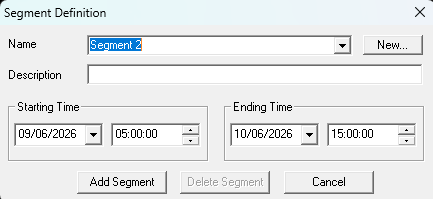 Segment Definition
Name Segment 2 New...
Description
Starting Time Ending Time
09/06/2026 05:00:00 10/06/2026 15:00:00
Add Segment Delete Segment Cancel